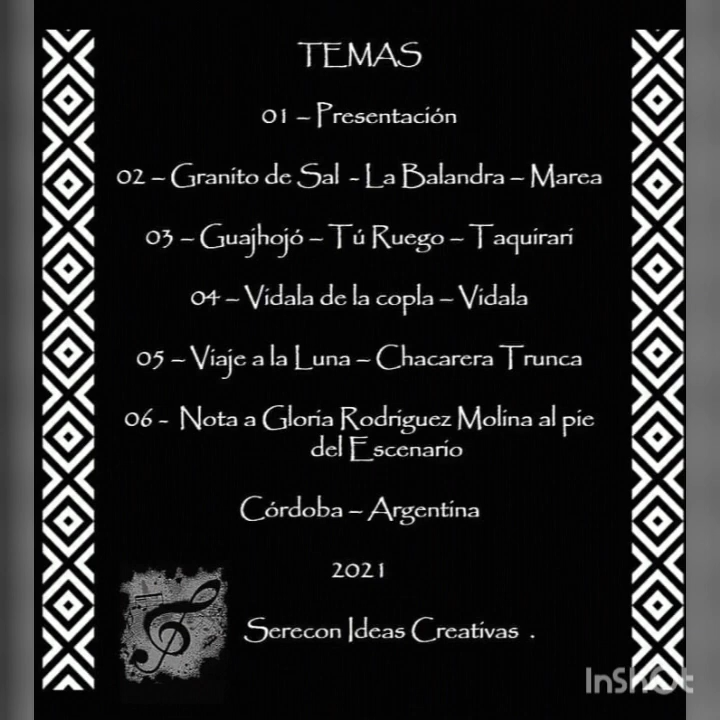 TEMAS
01 – Presentación
02 – Granito de Sal - La Balandra – Marea
03 – Guajhojó – Tú Ruego – Taquirari
04 – Vidala de la copla – Vidala
05 – Viaje a la Luna – Chacarera Trunca
06 - Nota a Gloria Rodriguez Molina al pie
del Escenario
Córdoba – Argentina
2021
Serecon Ideas Creativas .
InShOt